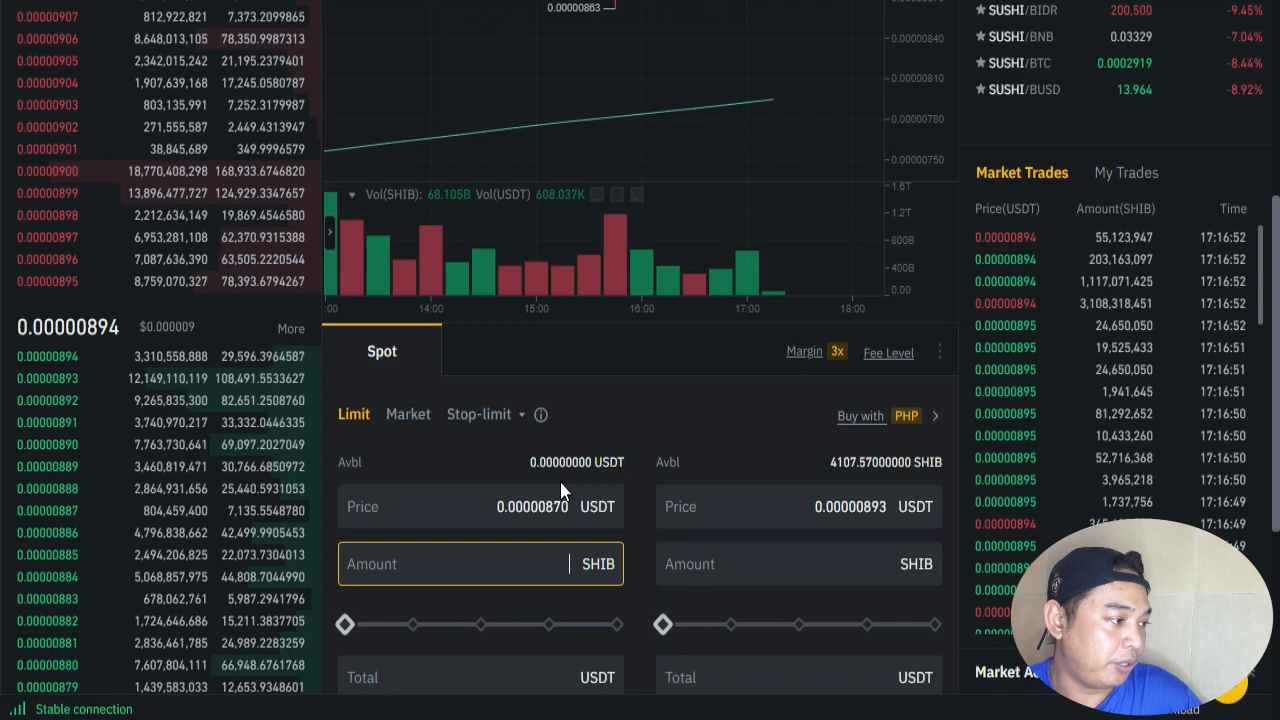 0.00000907 812,922,821 7,373.2099865
0.00000906 8,648,013,105 78,350.9987313
0.00000905 2,342,015,242 21,195.2379401
0.00000904 1,907,639,168 17,245.0580787
0.00000903 803,135,991 7,252.3179987
0.00000902 271,555,587 2,449.4313947
0.00000901 38,845,689 349.9996579
0.00000900 18,770,408,298 168,933.6746820
0.00000899 13,896,477,727 124,929.3347657
0.00000898 2,212,634,149 19,869.4546580
0.00000897 6,953,281,108 62,370.9315388
0.00000896 7,087,636,390 63,505.2220544
0.00000895 8,759,070,327 78,393.6794267
0.00000894 $0.000009 More
0.00000894 3,310,558,888 29,596.3964587
0.00000893 12,149,110,119 108,491.5533627
0.00000892 9,265,835,300 82,651.2508760
0.00000891 3,740,970,217 33,332.0446335
0.00000890 7,763,730,641 69,097.2027049
0.00000889 3,460,819,471 30,766.6850972
0.00000888 2,864,931,656 25,440.5931053
0.00000887 804,459,400 7,135.5548780
0.00000886 4,796,838,662 42,499.9905453
0.00000885 2,494,206,825 22,073.7304013
0.00000884 5,068,857,975 44,808.7044990
0.00000883 678,062,761 5,987.2941796
0.00000882 1,724,646,686 15,211.3837705
0.00000881 2,836,461,785 24,989.2283259
0.00000880 7,607,804,111 66,948.6761768
0.00000879 1,439,583,033 12,653.9348601
Stable connection
0.00000863
0.00000840
0.00000810
0.00000780
0.00000750
Vol(SHIB): 68.105B Vol(USDT) 608.037K
1.6T
1.2T
800B
400B
0.00
:00 14:00 15:00 16:00 17:00 18:00
Spot
Margin 3x Fee Level
Limit Market Stop-limit
Buy with PHP
Avbl 0.00000000 USDT
Price 0.00000870 USDT
Amount SHIB
Total USDT
Avbl 4107.57000000 SHIB
Price 0.00000893 USDT
Amount SHIB
Total USDT
SUSHI/BIDR 200,500 -9.45%
SUSHI/BNB 0.03329 -7.04%
SUSHI/BTC 0.0002919 -8.44%
SUSHI/BUSD 13.964 -8.92%
Market Trades My Trades
Price(USDT) Amount(SHIB) Time
0.00000894 55,123,947 17:16:52
0.00000894 203,163,097 17:16:52
0.00000894 1,117,071,425 17:16:52
0.00000894 3,108,318,451 17:16:52
0.00000895 24,650,050 17:16:52
0.00000895 19,525,433 17:16:51
0.00000895 24,650,050 17:16:51
0.00000895 1,941,645 17:16:51
0.00000895 81,292,652 17:16:50
0.00000895 10,433,260 17:16:50
0.00000895 52,716,368 17:16:50
0.00000895 3,965,218 17:16:50
0.00000895 1,737,756 17:16:49
0.00000894 17:16:49
0.00000895
Market